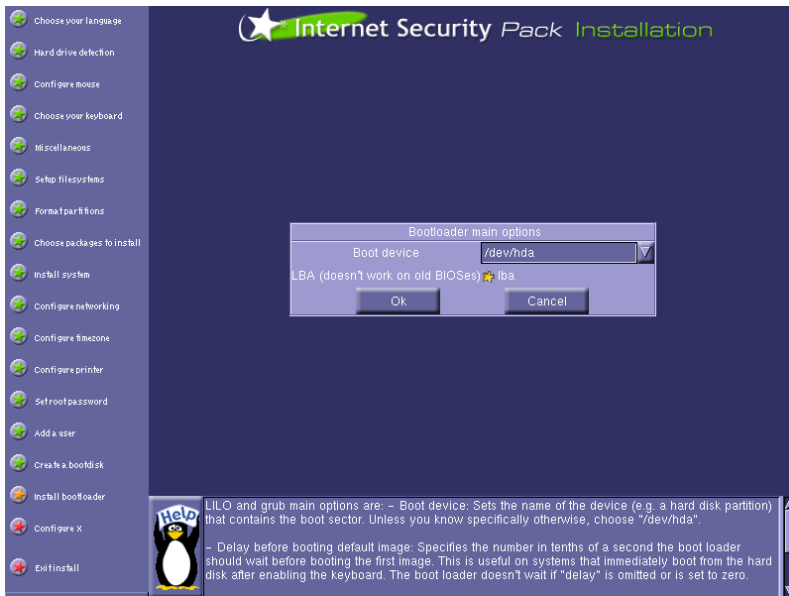 Internet Security Pack Installation
Choose your language
Hard drive detection
Configure mouse
Choose your keyboard
Miscellaneous
Setup filesystems
Format partitions
Choose packages to install
Install system
Configure networking
Configure timezone
Configure printer
Set root password
Add a user
Create a bootdisk
Install bootloader
Configure X
Exit install
Bootloader main options
Boot device /dev/hda
LBA (doesn't work on old BIOSes) lba
Ok Cancel
Help
LILO and grub main options are: – Boot device: Sets the name of the device (e.g. a hard disk partition)
that contains the boot sector. Unless you know specifically otherwise, choose "/dev/hda".
– Delay before booting default image: Specifies the number in tenths of a second the boot loader
should wait before booting the first image. This is useful on systems that immediately boot from the hard
disk after enabling the keyboard. The boot loader doesn't wait if "delay" is omitted or is set to zero.